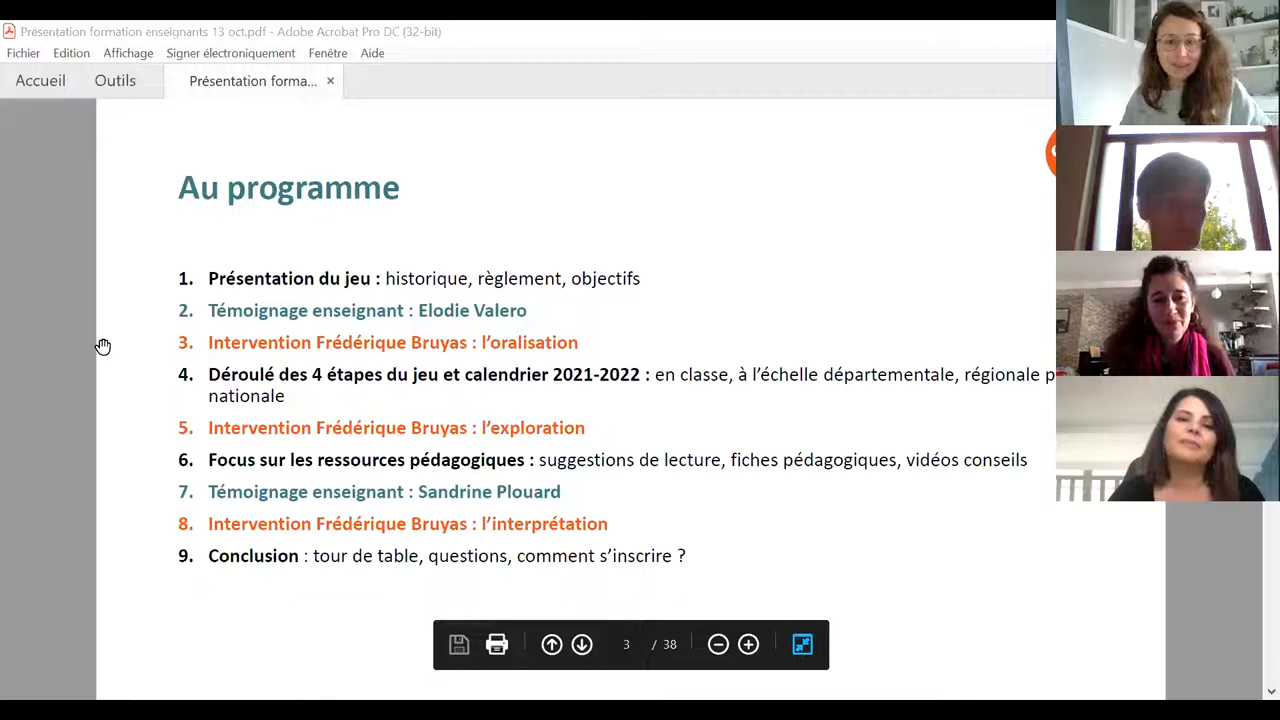 Présentation formation enseignants 13 oct.pdf - Adobe Acrobat Pro DC (32-bit)
Fichier Edition Affichage Signer électroniquement Fenêtre Aide
Accueil Outils Présentation forma... ×
Au programme
1. Présentation du jeu : historique, règlement, objectifs
2. Témoignage enseignant : Elodie Valero
3. Intervention Frédérique Bruyas : l’oralisation
4. Déroulé des 4 étapes du jeu et calendrier 2021-2022 : en classe, à l’échelle départementale, régionale p
nationale
5. Intervention Frédérique Bruyas : l’exploration
6. Focus sur les ressources pédagogiques : suggestions de lecture, fiches pédagogiques, vidéos conseils
7. Témoignage enseignant : Sandrine Plouard
8. Intervention Frédérique Bruyas : l’interprétation
9. Conclusion : tour de table, questions, comment s’inscrire ?
3 / 38